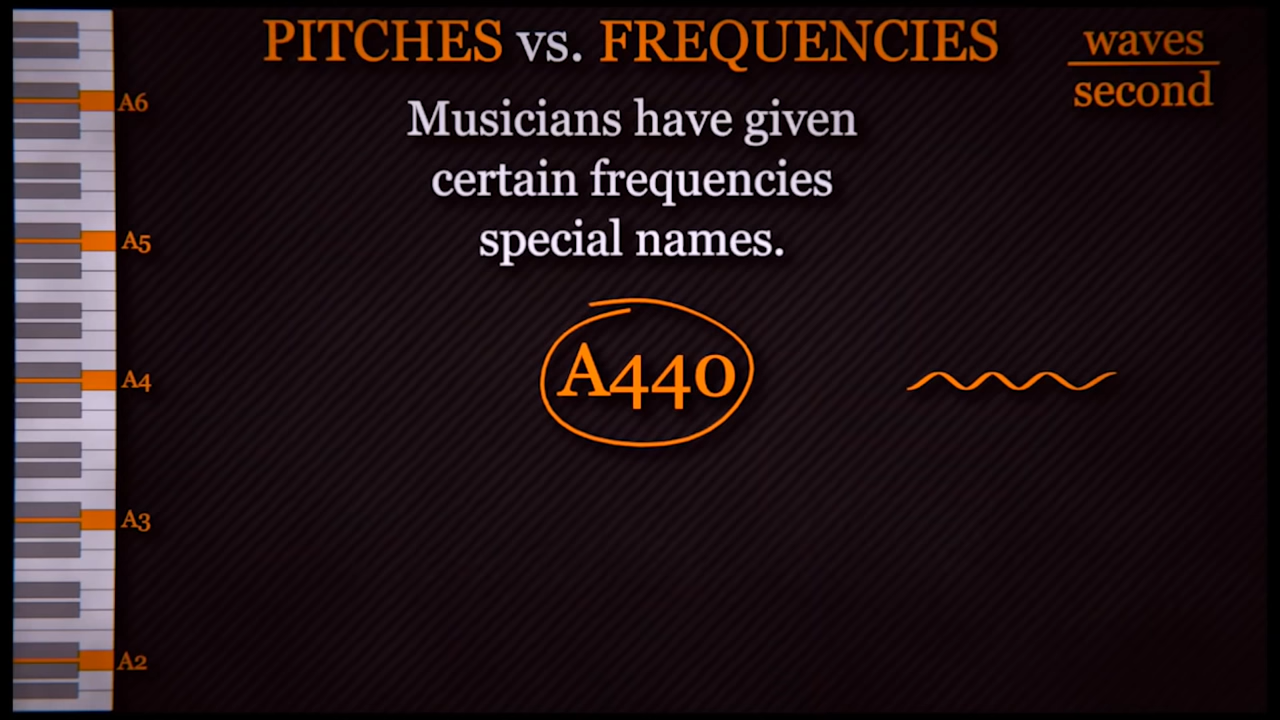 PITCHES vs. FREQUENCIES
waves
second
Musicians have given
certain frequencies
special names.
A440
A6
A5
A4
A3
A2